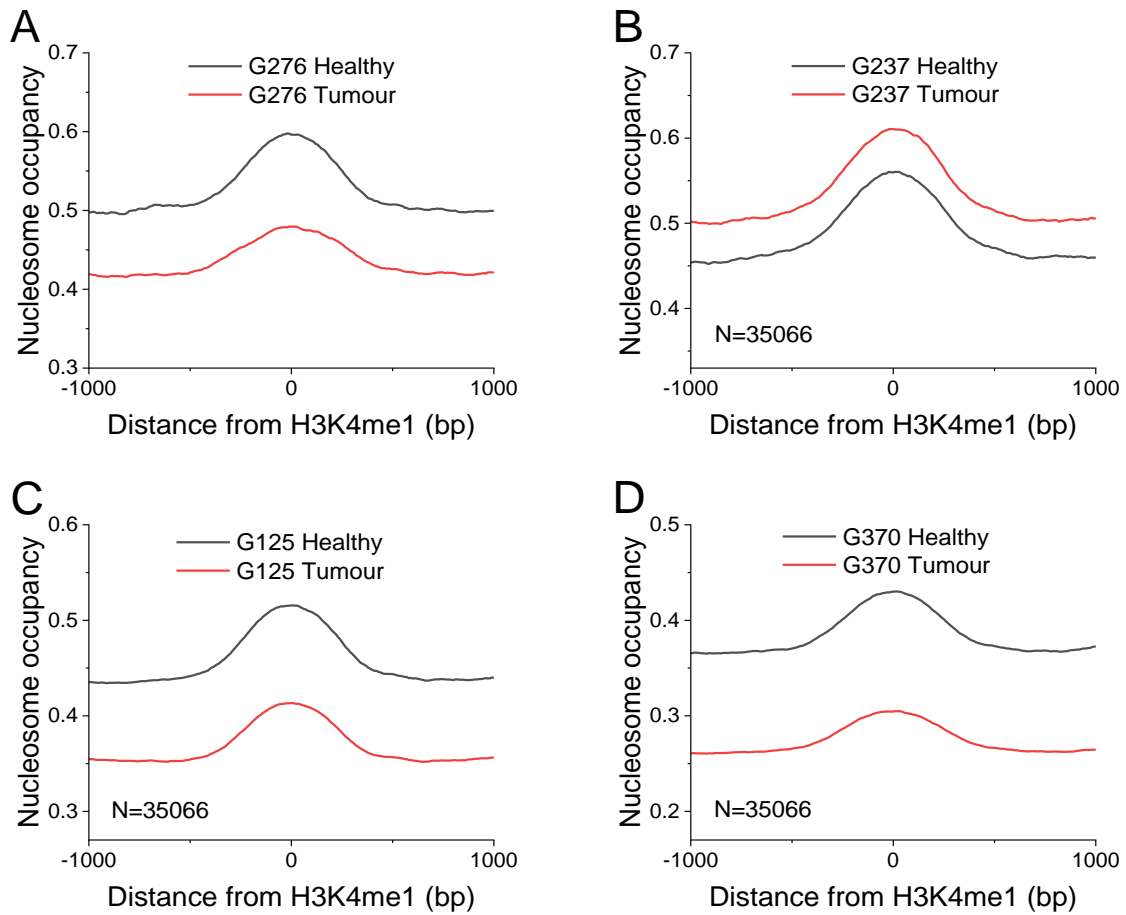 A
G276 Healthy
G276 Tumour
Nucleosome occupancy
0.7
0.6
0.5
0.4
0.3
-1000
0
1000
Distance from H3K4me1 (bp)
B
G237 Healthy
G237 Tumour
Nucleosome occupancy
0.7
0.6
0.5
0.4
N=35066
-1000
0
1000
Distance from H3K4me1 (bp)
C
G125 Healthy
G125 Tumour
Nucleosome occupancy
0.6
0.5
0.4
0.3
N=35066
-1000
0
1000
Distance from H3K4me1 (bp)
D
G370 Healthy
G370 Tumour
Nucleosome occupancy
0.5
0.4
0.3
0.2
N=35066
-1000
0
1000
Distance from H3K4me1 (bp)